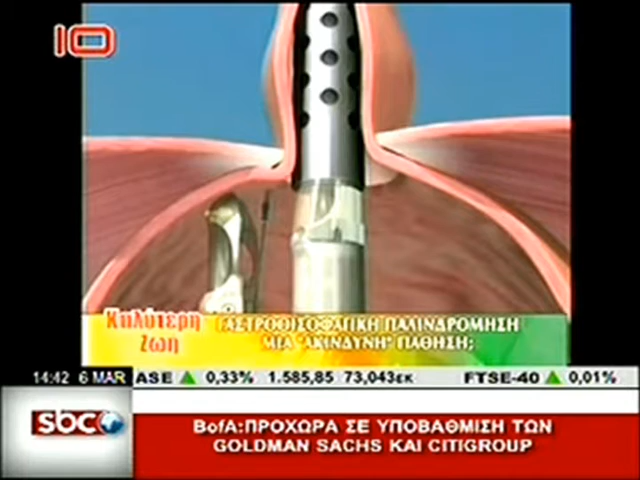 10
Καλύτερη
Ζωή
ΓΑΣΤΡΟΟΙΣΟΦΑΓΙΚΗ ΠΑΛΙΝΔΡΟΜΗΣΗ
ΜΙΑ "ΑΚΙΝΔΥΝΗ" ΠΑΘΗΣΗ;
14:42 6 MAR ASE 0,33% 1.585,85 73,043εκ FTSE-40 0,01%
sbc
BofA:ΠΡΟΧΩΡΑ ΣΕ ΥΠΟΒΑΘΜΙΣΗ ΤΩΝ
GOLDMAN SACHS ΚΑΙ CITIGROUP